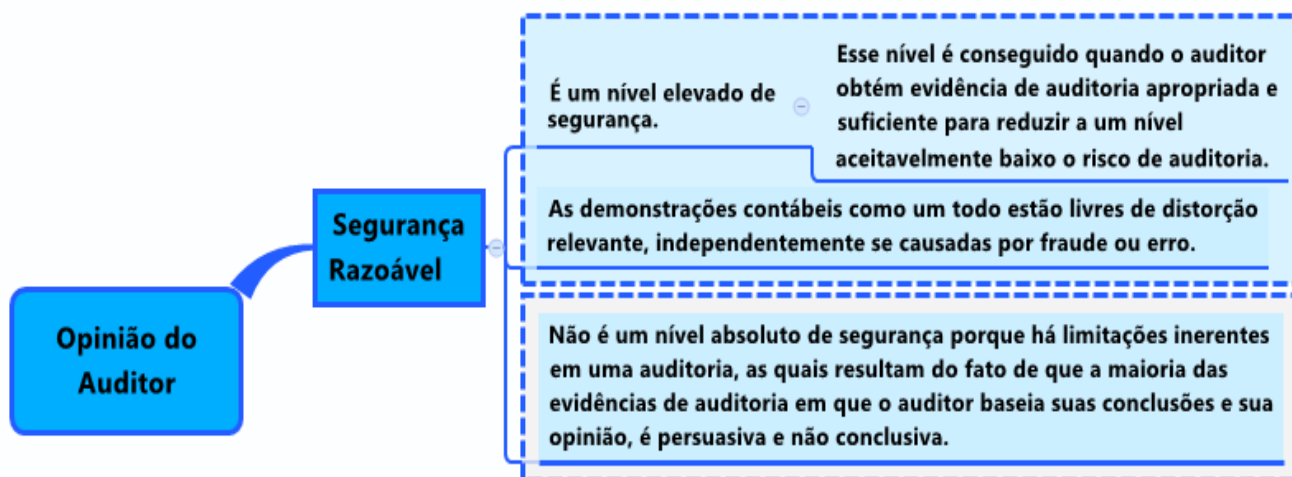 Opinião do
Auditor
Segurança
Razoável
É um nível elevado de
segurança.
Esse nível é conseguido quando o auditor
obtém evidência de auditoria apropriada e
suficiente para reduzir a um nível
aceitavelmente baixo o risco de auditoria.
As demonstrações contábeis como um todo estão livres de distorção
relevante, independentemente se causadas por fraude ou erro.
Não é um nível absoluto de segurança porque há limitações inerentes
em uma auditoria, as quais resultam do fato de que a maioria das
evidências de auditoria em que o auditor baseia suas conclusões e sua
opinião, é persuasiva e não conclusiva.